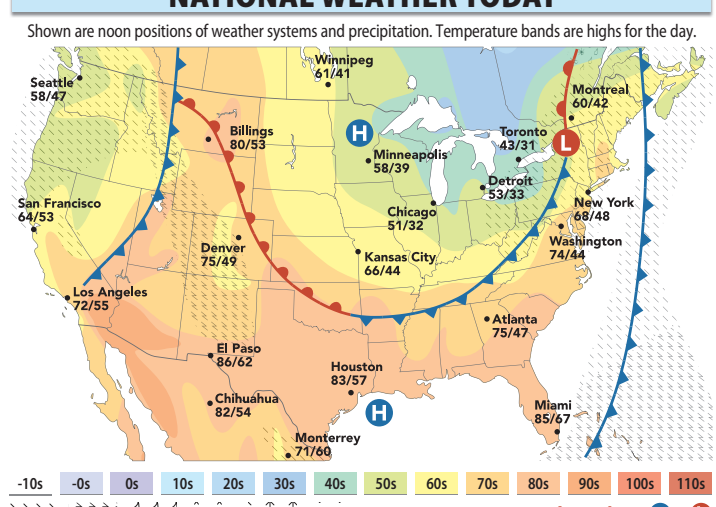 NATIONAL WEATHER TODAY
Shown are noon positions of weather systems and precipitation. Temperature bands are highs for the day.
Winnipeg
61/41
Seattle
58/47
Montreal
60/42
Billings
80/53
H
Toronto
43/31
L
Minneapolis
58/39
Detroit
53/33
San Francisco
64/53
Chicago
51/32
New York
68/48
Denver
75/49
Kansas City
66/44
Washington
74/44
Los Angeles
72/55
Atlanta
75/47
El Paso
86/62
Houston
83/57
Chihuahua
82/54
H
Miami
85/67
Monterrey
71/60
-10s -0s 0s 10s 20s 30s 40s 50s 60s 70s 80s 90s 100s 110s